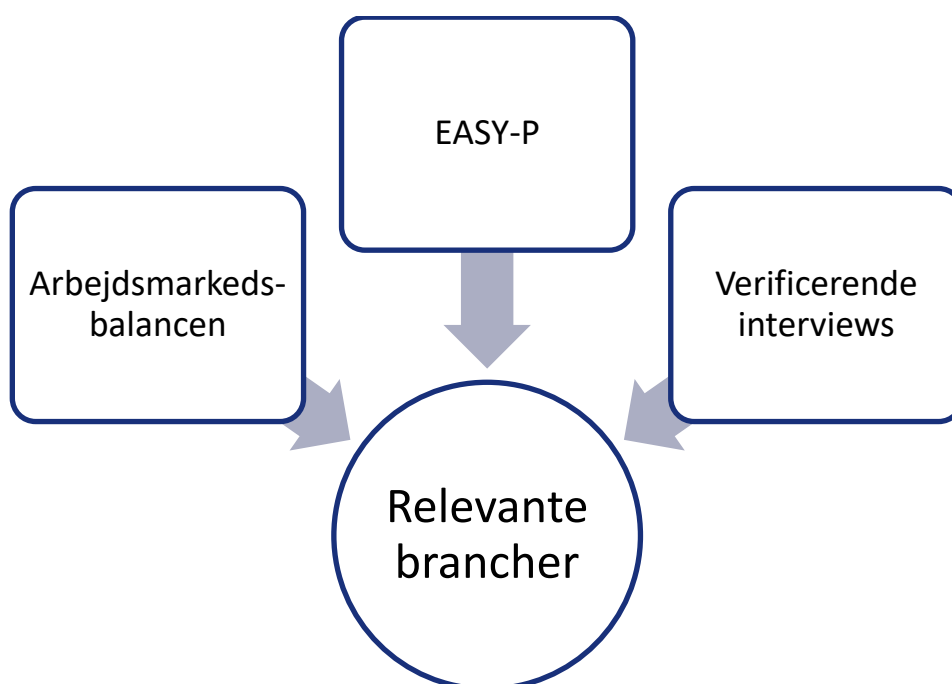 EASY-P
Arbejdsmarkeds-
balancen
Verificerende
interviews
Relevante
brancher